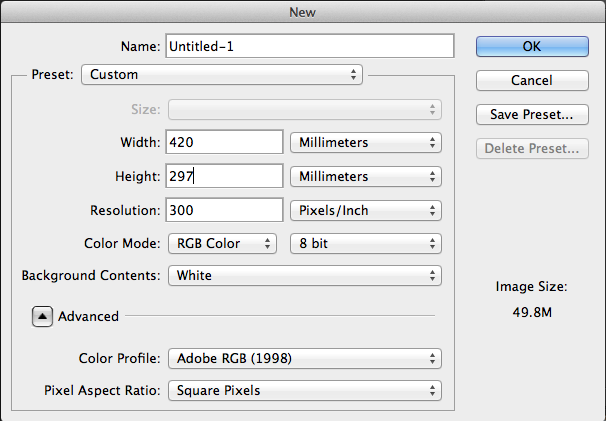 New
Name: Untitled-1
OK
Preset: Custom
Cancel
Size:
Save Preset...
Width: 420 Millimeters
Delete Preset...
Height: 297 Millimeters
Resolution: 300 Pixels/Inch
Color Mode: RGB Color 8 bit
Background Contents: White
Image Size:
49.8M
Advanced
Color Profile: Adobe RGB (1998)
Pixel Aspect Ratio: Square Pixels